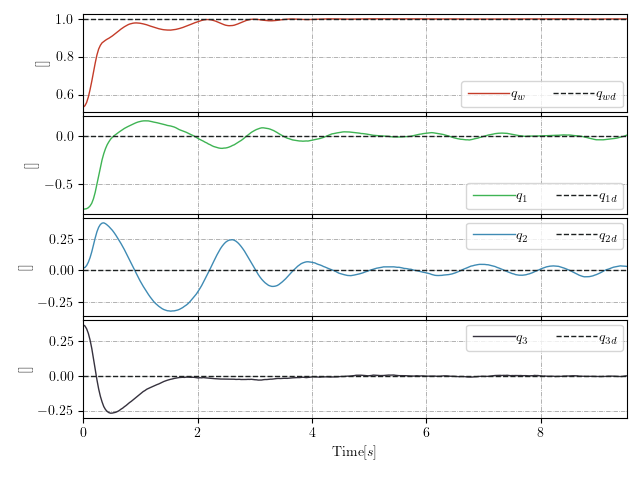 1.0
0.8
0.6
[]
q_w q_{wd}
0.0
−0.5
[]
q_1 q_{1d}
0.25
0.00
−0.25
[]
q_2 q_{2d}
0.25
0.00
−0.25
[]
q_3 q_{3d}
0 2 4 6 8
Time[s]